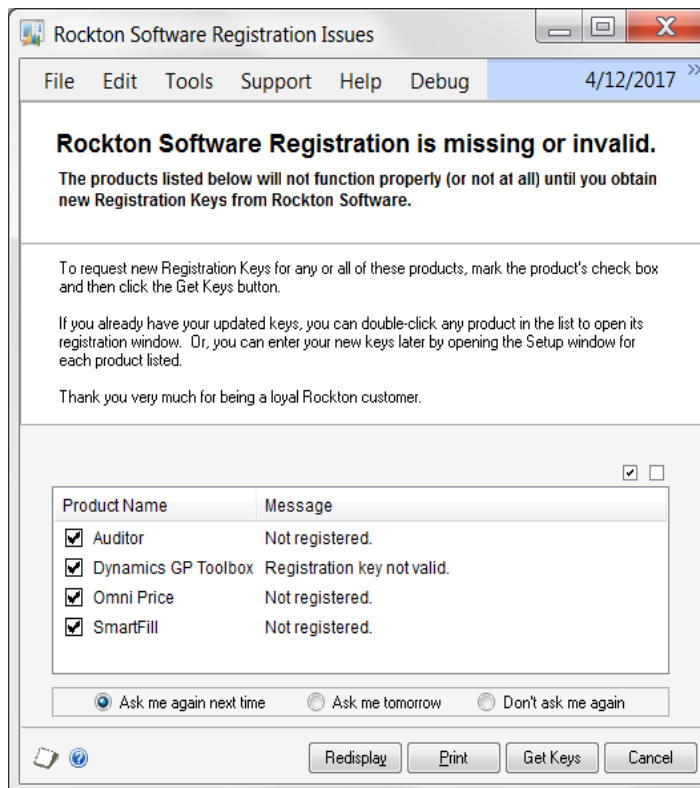 Rockton Software Registration Issues
File Edit Tools Support Help Debug 4/12/2017 »
Rockton Software Registration is missing or invalid.
The products listed below will not function properly (or not at all) until you obtain
new Registration Keys from Rockton Software.
To request new Registration Keys for any or all of these products, mark the product's check box
and then click the Get Keys button.
If you already have your updated keys, you can double-click any product in the list to open its
registration window. Or, you can enter your new keys later by opening the Setup window for
each product listed.
Thank you very much for being a loyal Rockton customer.
Product Name Message
Auditor Not registered.
Dynamics GP Toolbox Registration key not valid.
Omni Price Not registered.
SmartFill Not registered.
Ask me again next time Ask me tomorrow Don't ask me again
Redisplay Print Get Keys Cancel